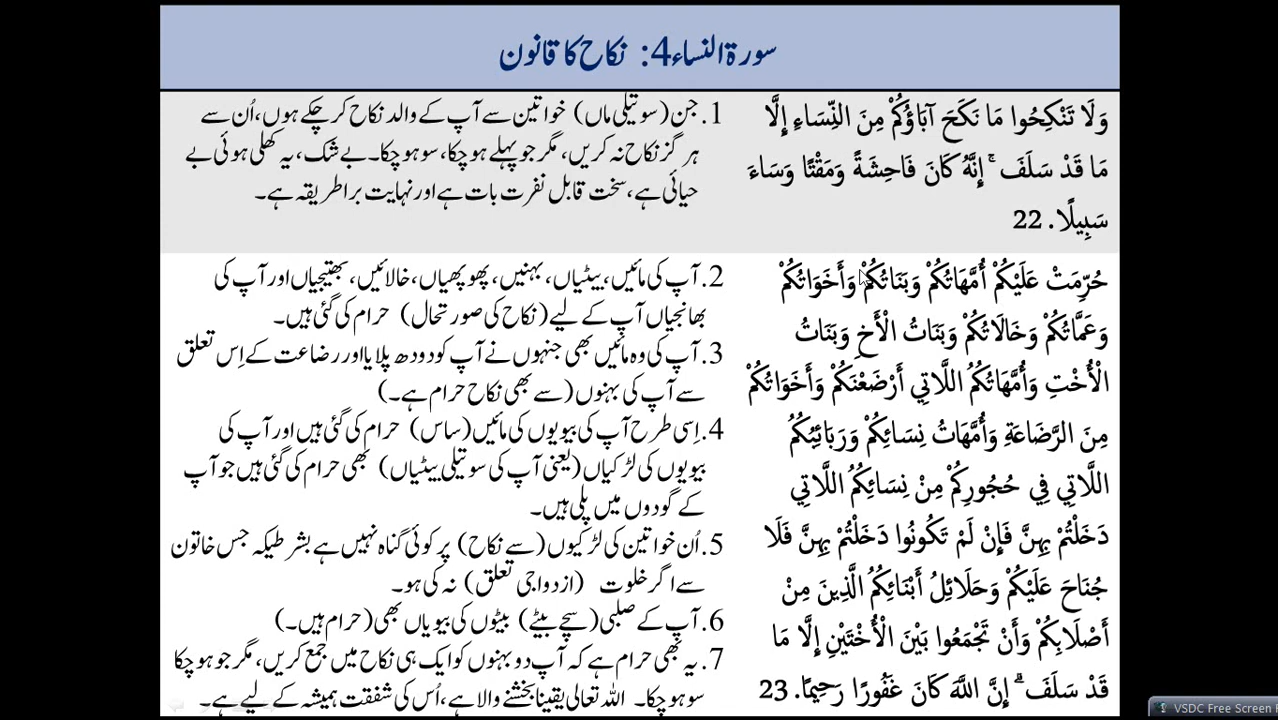 سورۃ النساء 4: نکاح کا قانون
وَلَا تَنْكِحُوا مَا نَكَحَ آبَاؤُكُمْ مِنَ النِّسَاءِ إِلَّا
مَا قَدْ سَلَفَ ۚ إِنَّهُ كَانَ فَاحِشَةً وَمَقْتًا وَسَاءَ
سَبِيلًا. 22
1. جن (سوتیلی ماں) خواتین سے آپ کے والد نکاح کر چکے ہوں، اُن سے
ہرگز نکاح نہ کریں، مگر جو پہلے ہو چکا، سو ہو چکا۔ بے شک، یہ کھلی ہوئی بے
حیائی ہے، سخت قابل نفرت بات ہے اور نہایت برا طریقہ ہے۔
حُرِّمَتْ عَلَيْكُمْ أُمَّهَاتُكُمْ وَبَنَاتُكُمْ وَأَخَوَاتُكُمْ
وَعَمَّاتُكُمْ وَخَالَاتُكُمْ وَبَنَاتُ الْأَخِ وَبَنَاتُ
الْأُخْتِ وَأُمَّهَاتُكُمُ اللَّاتِي أَرْضَعْنَكُمْ وَأَخَوَاتُكُمْ
مِنَ الرَّضَاعَةِ وَأُمَّهَاتُ نِسَائِكُمْ وَرَبَائِبُكُمُ
اللَّاتِي فِي حُجُورِكُمْ مِنْ نِسَائِكُمُ اللَّاتِي
دَخَلْتُمْ بِهِنَّ فَإِنْ لَمْ تَكُونُوا دَخَلْتُمْ بِهِنَّ فَلَا
جُنَاحَ عَلَيْكُمْ وَحَلَائِلُ أَبْنَائِكُمُ الَّذِينَ مِنْ
أَصْلَابِكُمْ وَأَنْ تَجْمَعُوا بَيْنَ الْأُخْتَيْنِ إِلَّا مَا
قَدْ سَلَفَ ۗ إِنَّ اللَّهَ كَانَ غَفُورًا رَحِيمًا. 23
2. آپ کی مائیں، بیٹیاں، بہنیں، پھوپھیاں، خالائیں، بھتیجیاں اور آپ کی
بھانجیاں آپ کے لیے (نکاح کی صورتحال) حرام کی گئی ہیں۔
3. آپ کی وہ مائیں بھی جنہوں نے آپ کو دودھ پلایا اور رضاعت کے اِس تعلق
سے آپ کی بہنوں (سے بھی نکاح حرام ہے۔)
4. اِسی طرح آپ کی بیویوں کی مائیں (ساس) حرام کی گئی ہیں اور آپ کی
بیویوں کی لڑکیاں (یعنی آپ کی سوتیلی بیٹیاں) بھی حرام کی گئی ہیں جو آپ
کے گودوں میں پلی ہیں۔
5. اُن خواتین کی لڑکیوں (سے نکاح) پر کوئی گناہ نہیں ہے بشرطیکہ جس خاتون
سے اگر خلوت (ازدواجی تعلق) نہ کی ہو۔
6. آپ کے صلبی (سچے بیٹے) بیٹوں کی بیویاں بھی (حرام ہیں۔)
7. یہ بھی حرام ہے کہ آپ دو بہنوں کو ایک ہی نکاح میں جمع کریں، مگر جو ہو چکا
سو ہو چکا۔ اللہ تعالی یقینا بخشنے والا ہے، اُس کی شفقت ہمیشہ کے لیے ہے۔
VSDC Free Screen